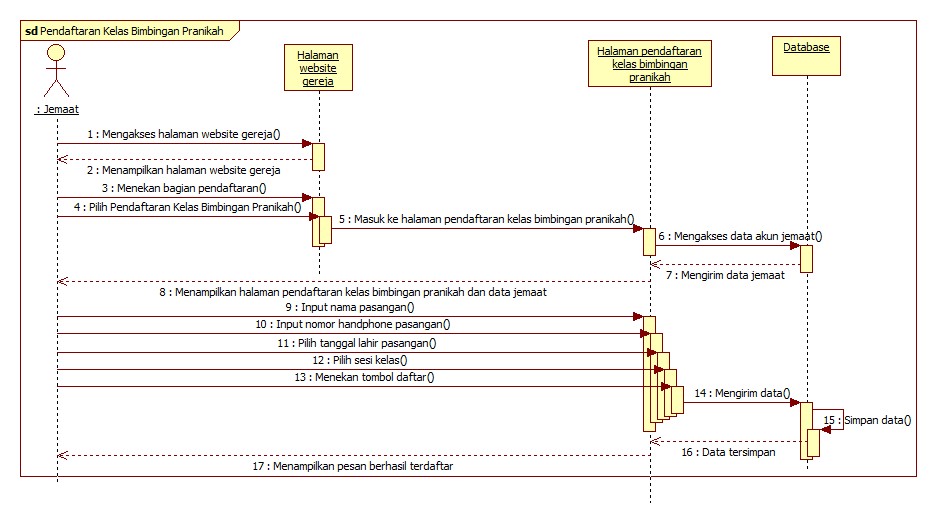 sd Pendaftaran Kelas Bimbingan Pranikah
: Jemaat
Halaman
website
gereja
Halaman pendaftaran
kelas bimbingan
pranikah
Database
1 : Mengakses halaman website gereja()
2 : Menampilkan halaman website gereja
3 : Menekan bagian pendaftaran()
4 : Pilih Pendaftaran Kelas Bimbingan Pranikah()
5 : Masuk ke halaman pendaftaran kelas bimbingan pranikah()
6 : Mengakses data akun jemaat()
7 : Mengirim data jemaat
8 : Menampilkan halaman pendaftaran kelas bimbingan pranikah dan data jemaat
9 : Input nama pasangan()
10 : Input nomor handphone pasangan()
11 : Pilih tanggal lahir pasangan()
12 : Pilih sesi kelas()
13 : Menekan tombol daftar()
14 : Mengirim data()
15 : Simpan data()
16 : Data tersimpan
17 : Menampilkan pesan berhasil terdaftar